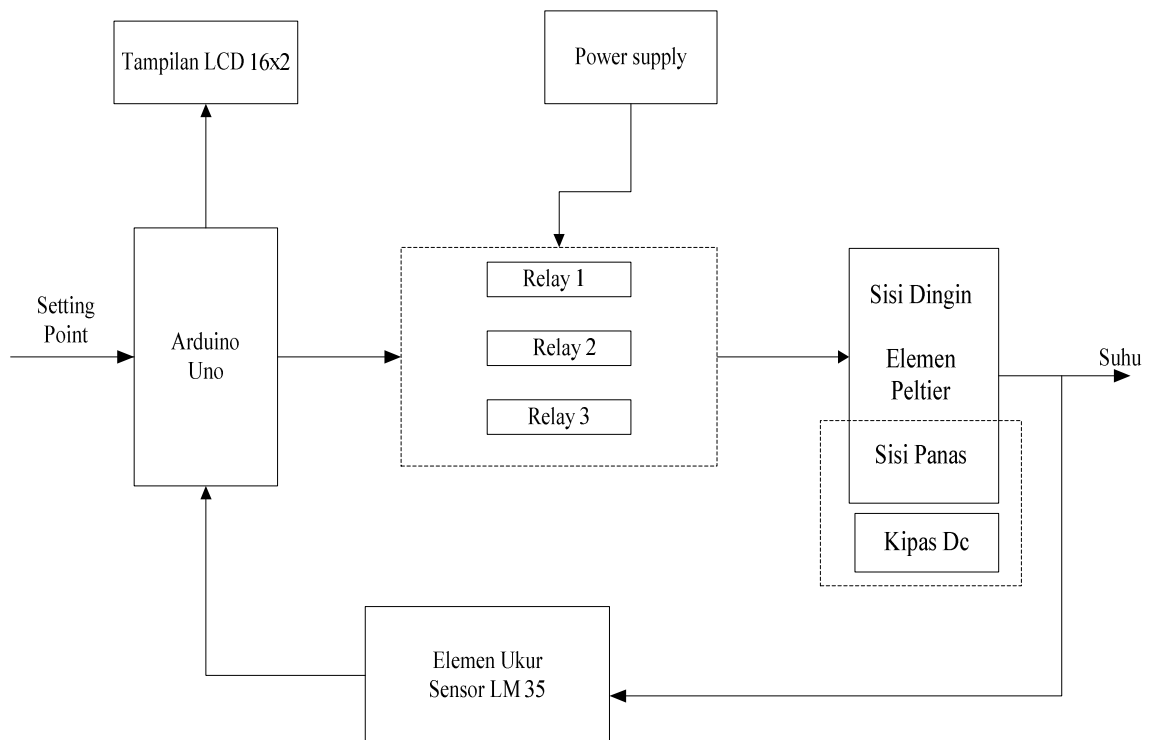 Tampilan LCD 16x2
Power supply
Setting
Point
Arduino
Uno
Relay 1
Relay 2
Relay 3
Sisi Dingin
Elemen
Peltier
Sisi Panas
Kipas Dc
Suhu
Elemen Ukur
Sensor LM 35